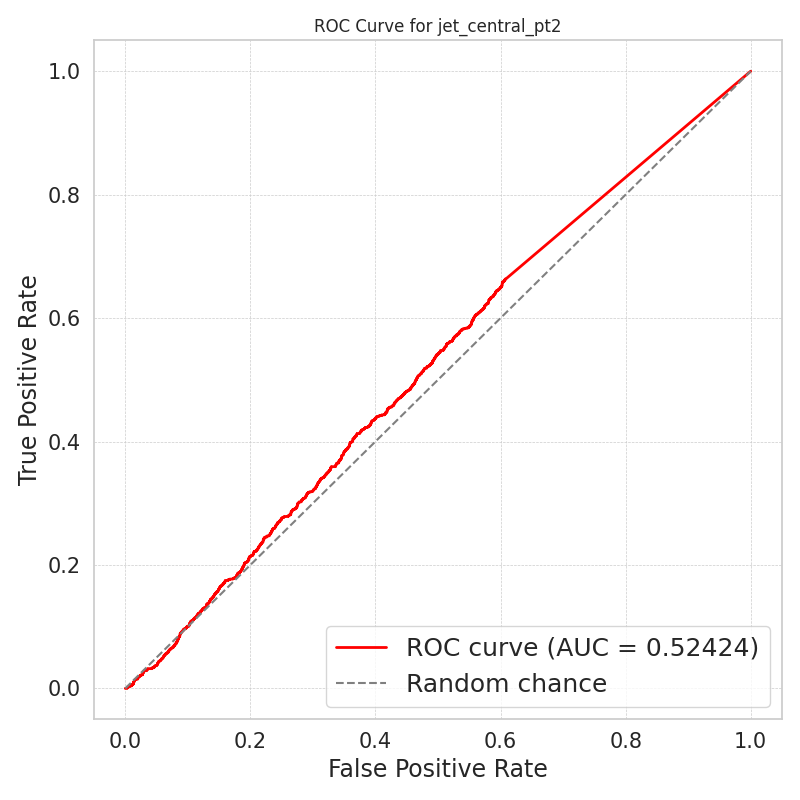 ROC Curve for jet_central_pt2
1.0
0.8
0.6
0.4
0.2
0.0
True Positive Rate
ROC curve (AUC = 0.52424)
Random chance
0.0 0.2 0.4 0.6 0.8 1.0
False Positive Rate